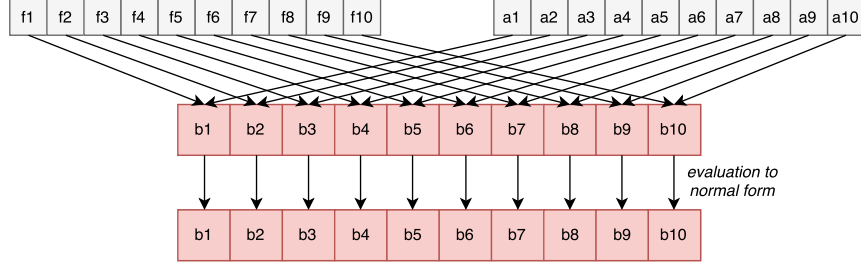 f1 f2 f3 f4 f5 f6 f7 f8 f9 f10 a1 a2 a3 a4 a5 a6 a7 a8 a9 a10
b1 b2 b3 b4 b5 b6 b7 b8 b9 b10
evaluation to
normal form
b1 b2 b3 b4 b5 b6 b7 b8 b9 b10